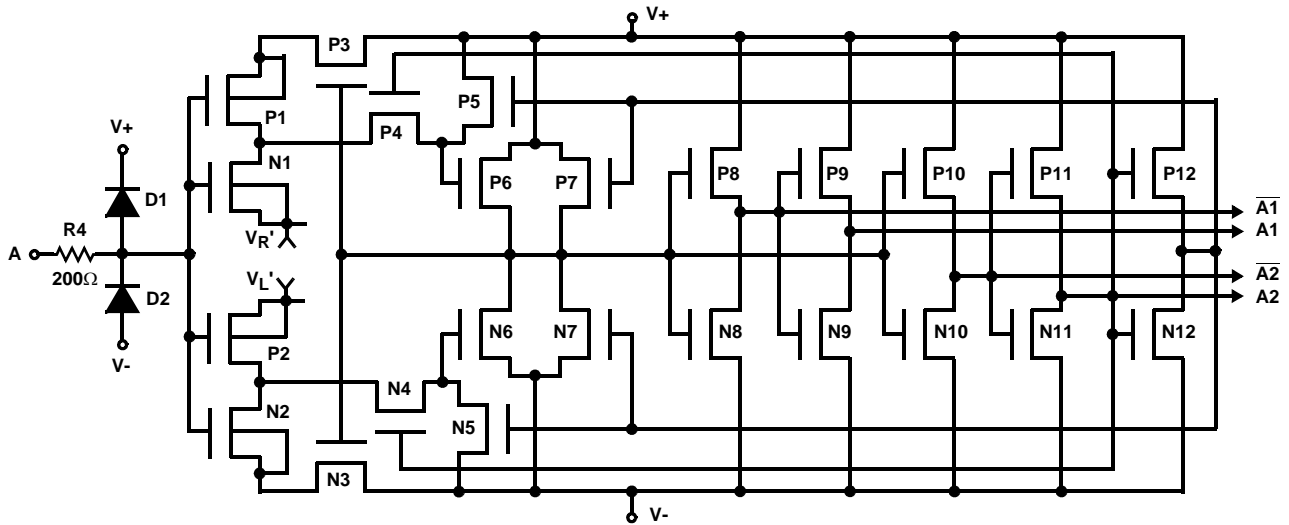 V+
P3
P5
P1
P4
V+
N1
P6
P7
P8
P9
P10
P11
P12
D1
A1
R4
VR'
A1
A
200Ω
VL'
A2
D2
A2
N6
N7
N8
N9
N10
N11
N12
P2
V-
N4
N2
N5
N3
V-